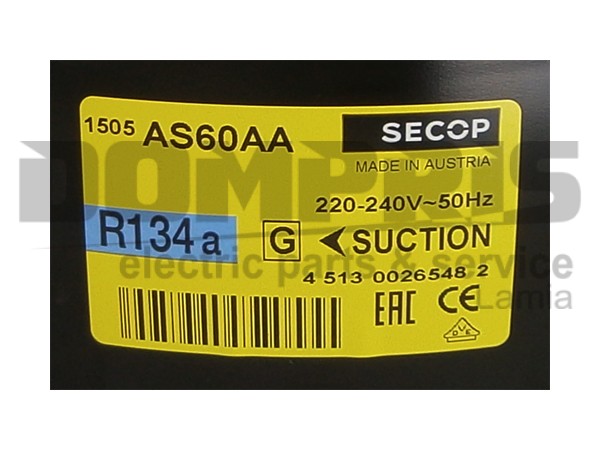 1505 AS60AA
SECOP
MADE IN AUSTRIA
220-240V~50Hz
R134a
G SUCTION
4 513 0026548 2
EAC CE
DVE
DOMPRIS
electric parts & service
Lamia